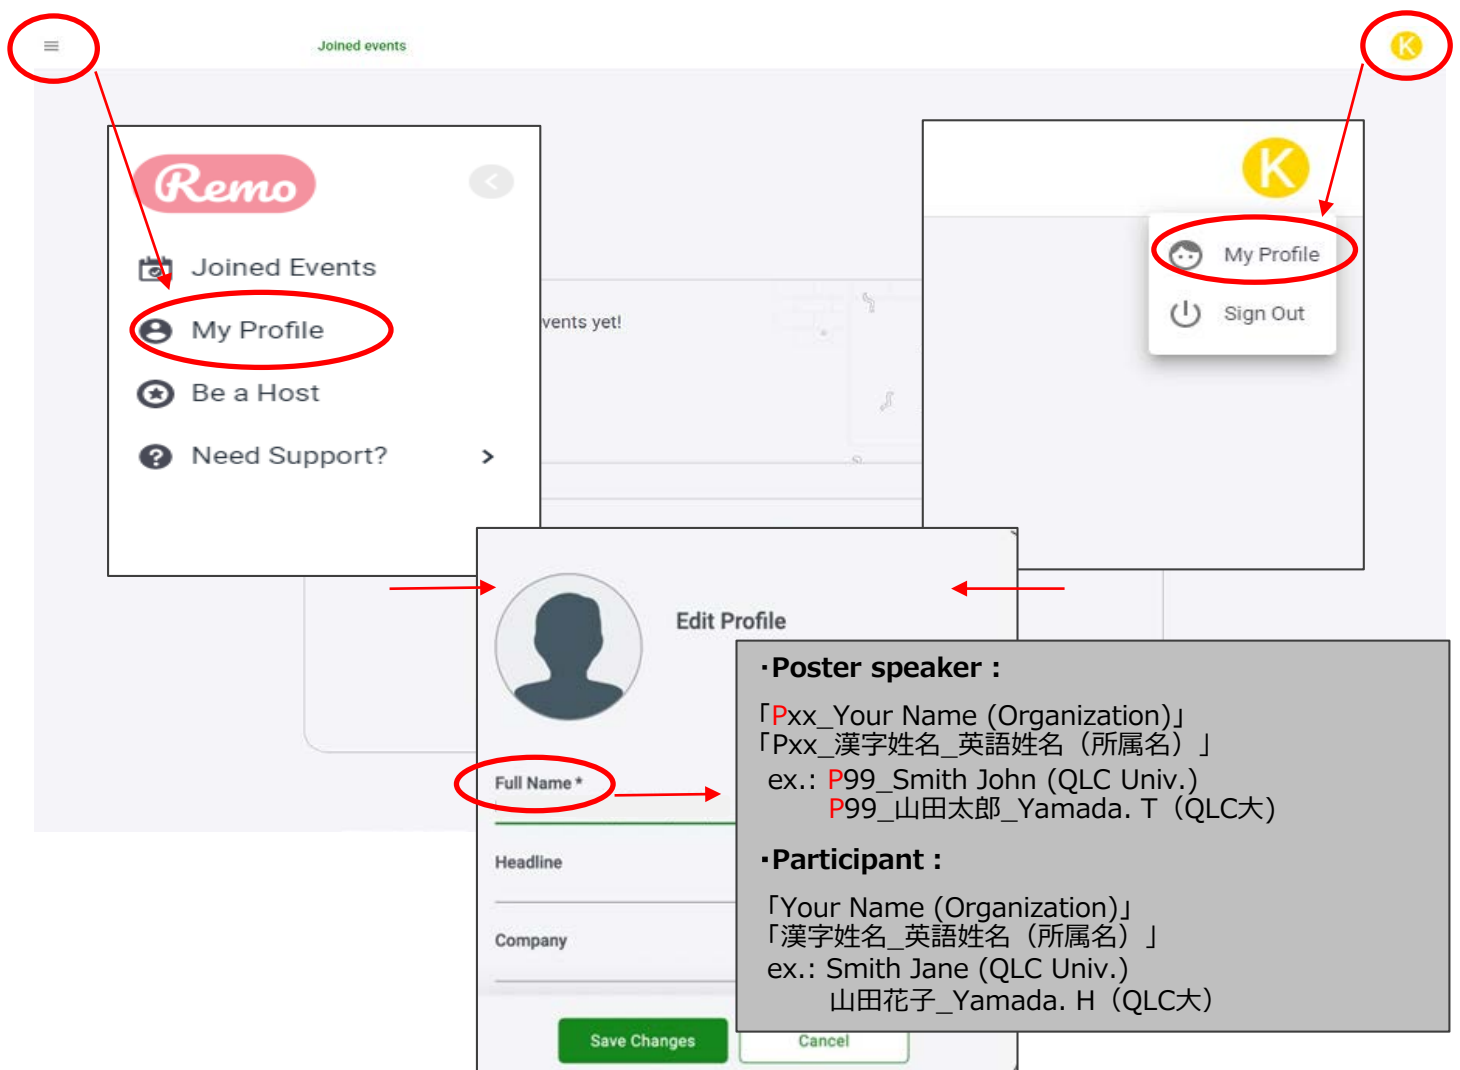 Joined events
K
Remo
Joined Events
My Profile
Be a Host
Need Support?
vents yet!
K
My Profile
Sign Out
Edit Profile
Full Name *
Headline
Company
Save Changes
Cancel
・Poster speaker：
「Pxx_Your Name (Organization)」
「Pxx_漢字姓名_英語姓名（所属名）」
ex.: P99_Smith John (QLC Univ.)
P99_山田太郎_Yamada. T（QLC大)
・Participant：
「Your Name (Organization)」
「漢字姓名_英語姓名（所属名）」
ex.: Smith Jane (QLC Univ.)
山田花子_Yamada. H（QLC大）